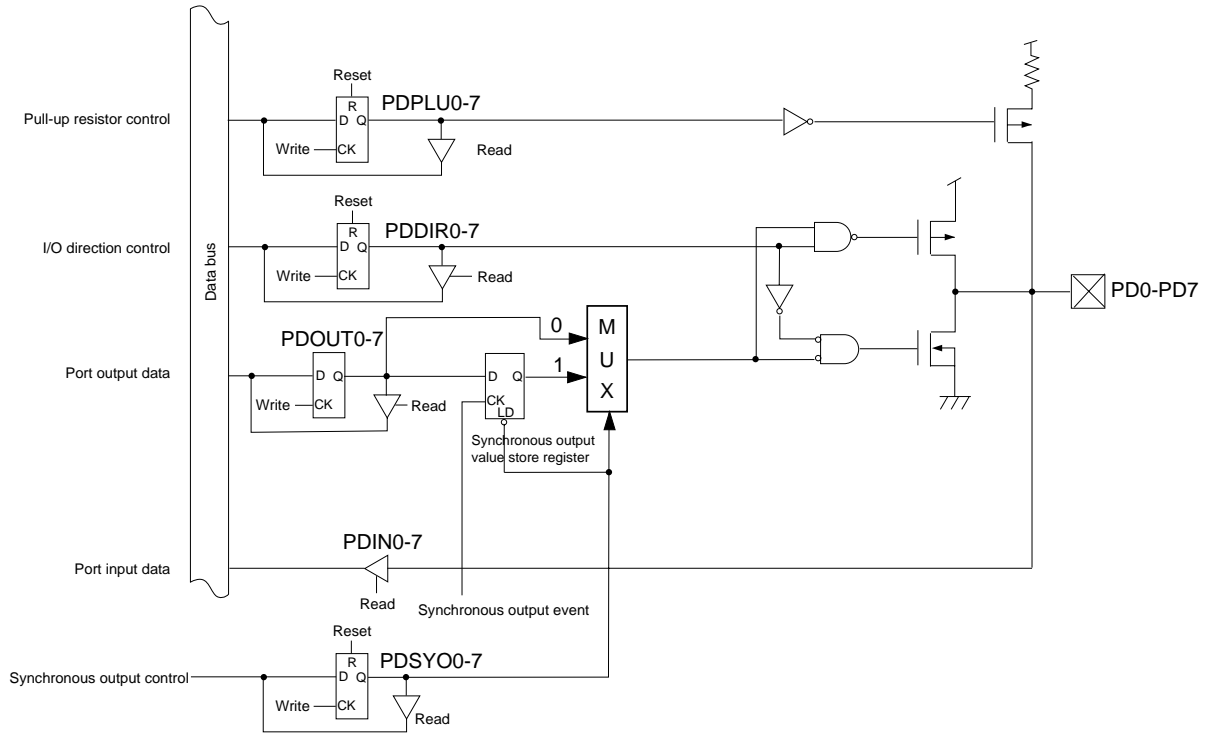 Reset
PDPLU0-7
R
Pull-up resistor control
D Q
Write
CK
Read
Reset
PDDIR0-7
R
I/O direction control
D Q
Write
CK
Read
Data bus
PD0-PD7
PDOUT0-7
0
M
U
X
Port output data
D Q
Write
CK
Read
D Q
CK
LD
1
Synchronous output
value store register
PDIN0-7
Port input data
Read
Synchronous output event
Reset
PDSYO0-7
R
Synchronous output control
D Q
Write
CK
Read